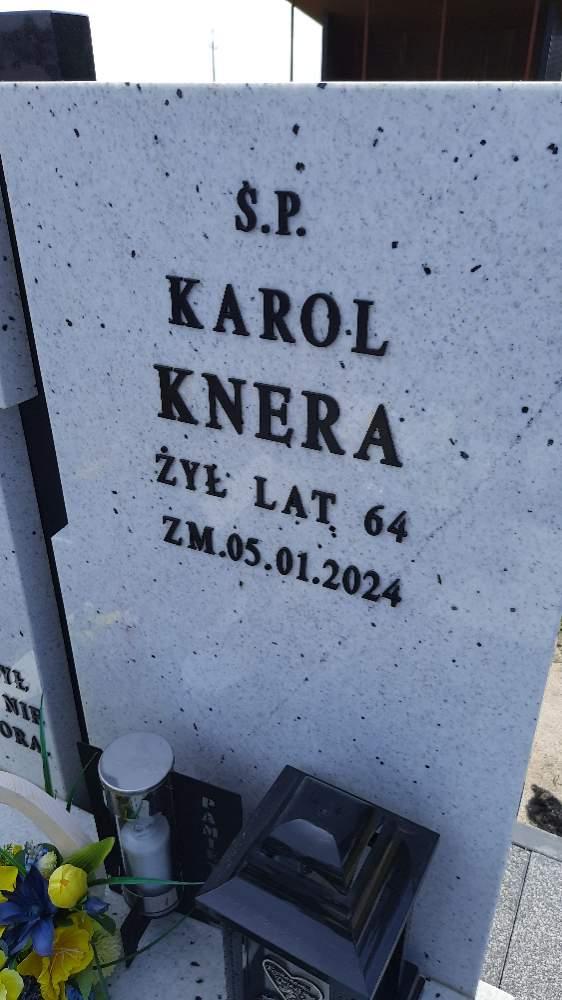 Ś.P.
KAROL
KNERA
ŻYŁ LAT 64
ZM.05.01.2024